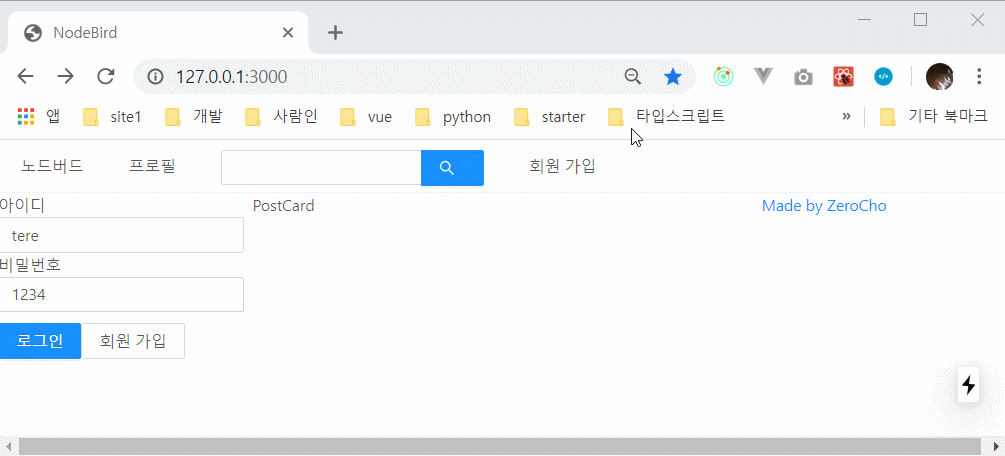 NodeBird
127.0.0.1:3000
앱 site1 개발 사람인 vue python starter 타입스크립트 » 기타 북마크
노드버드 프로필 회원 가입
아이디 PostCard Made by ZeroCho
tere
비밀번호
1234
로그인 회원 가입